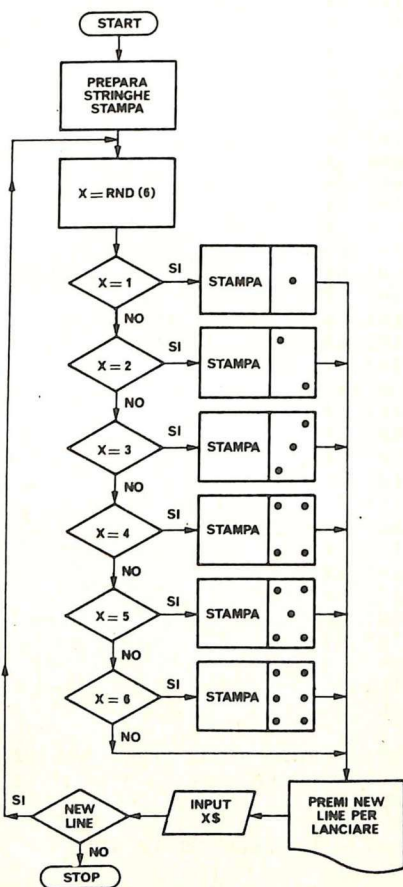 START
PREPARA
STRINGHE
STAMPA
X = RND (6)
X = 1
SI
STAMPA
NO
X = 2
SI
STAMPA
NO
X = 3
SI
STAMPA
NO
X = 4
SI
STAMPA
NO
X = 5
SI
STAMPA
NO
X = 6
SI
STAMPA
NO
PREMI NEW
LINE PER
LANCIARE
INPUT
X$
NEW
LINE
SI
NO
STOP